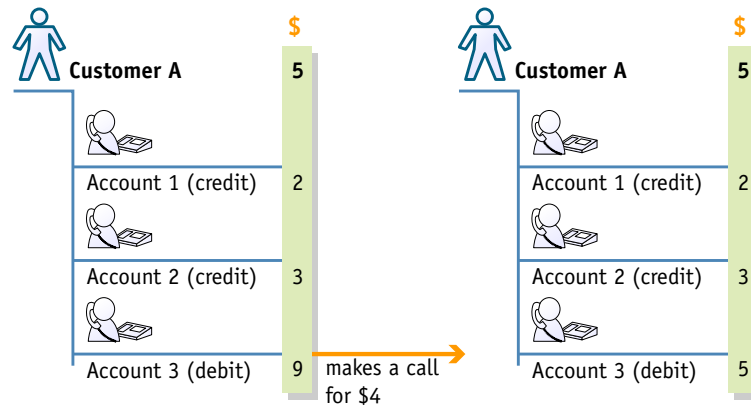 $
Customer A 5
Account 1 (credit) 2
Account 2 (credit) 3
Account 3 (debit) 9
makes a call
for $4
$
Customer A 5
Account 1 (credit) 2
Account 2 (credit) 3
Account 3 (debit) 5